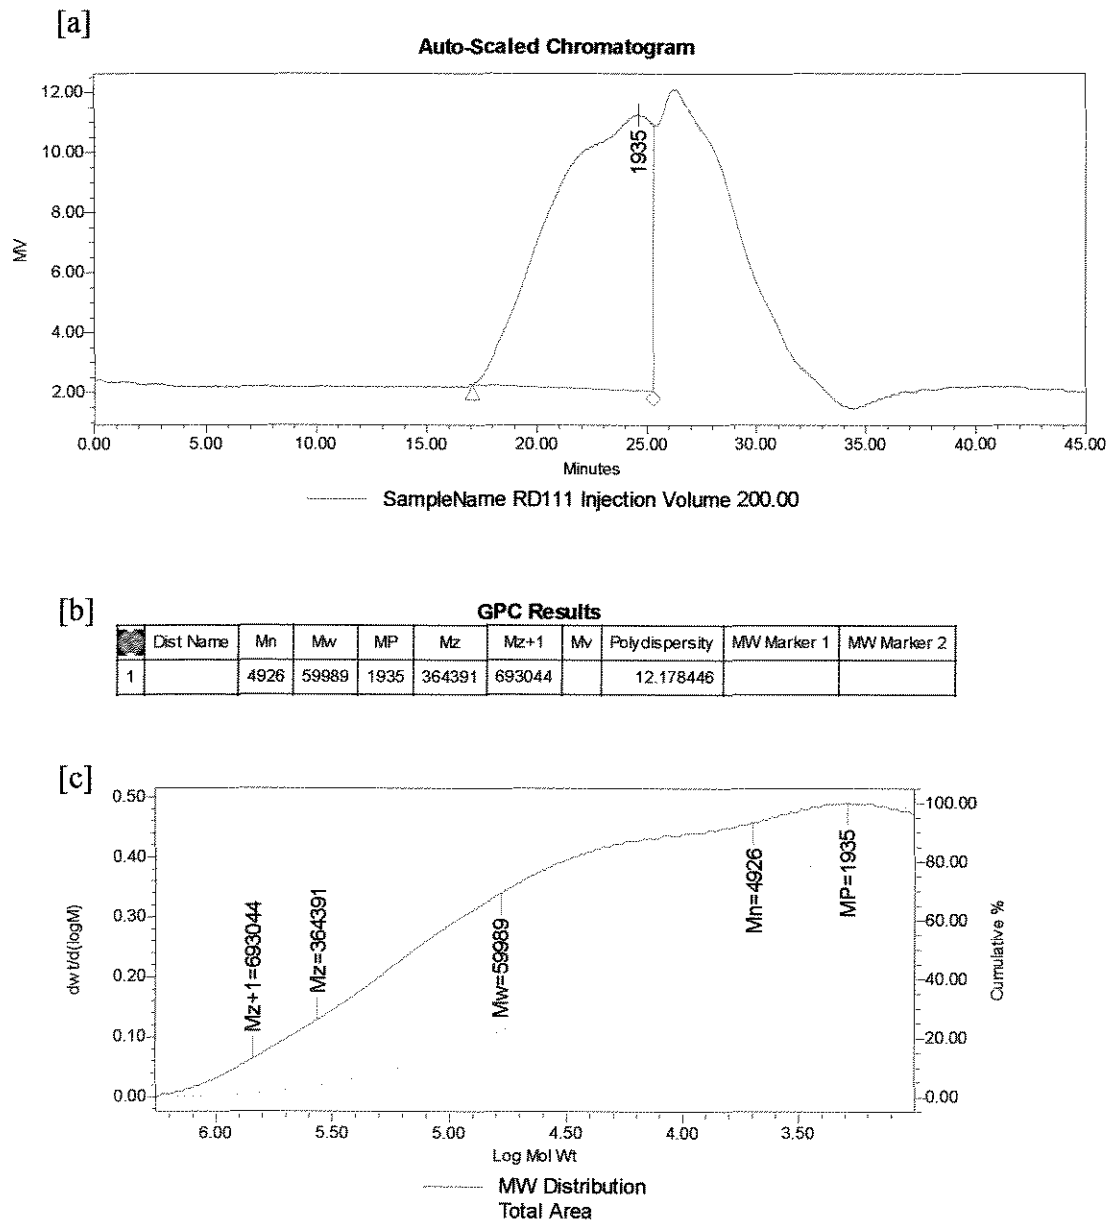 [a]
Auto-Scaled Chromatogram
12.00
10.00
8.00
6.00
4.00
2.00
MV
1935
0.00 5.00 10.00 15.00 20.00 25.00 30.00 35.00 40.00 45.00
Minutes
SampleName RD111 Injection Volume 200.00
[b]
GPC Results
Dist Name Mn Mw MP Mz Mz+1 Mv Polydispersity MW Marker 1 MW Marker 2
1 4926 59989 1935 364391 693044 12.178446
[c]
0.50
0.40
0.30
0.20
0.10
0.00
dwt/d(logM)
Mz+1=693044
Mz=364391
Mw=59989
Mn=4926
MP=1935
100.00
80.00
60.00
40.00
20.00
0.00
Cumulative %
6.00 5.50 5.00 4.50 4.00 3.50
Log Mol Wt
MW Distribution
Total Area